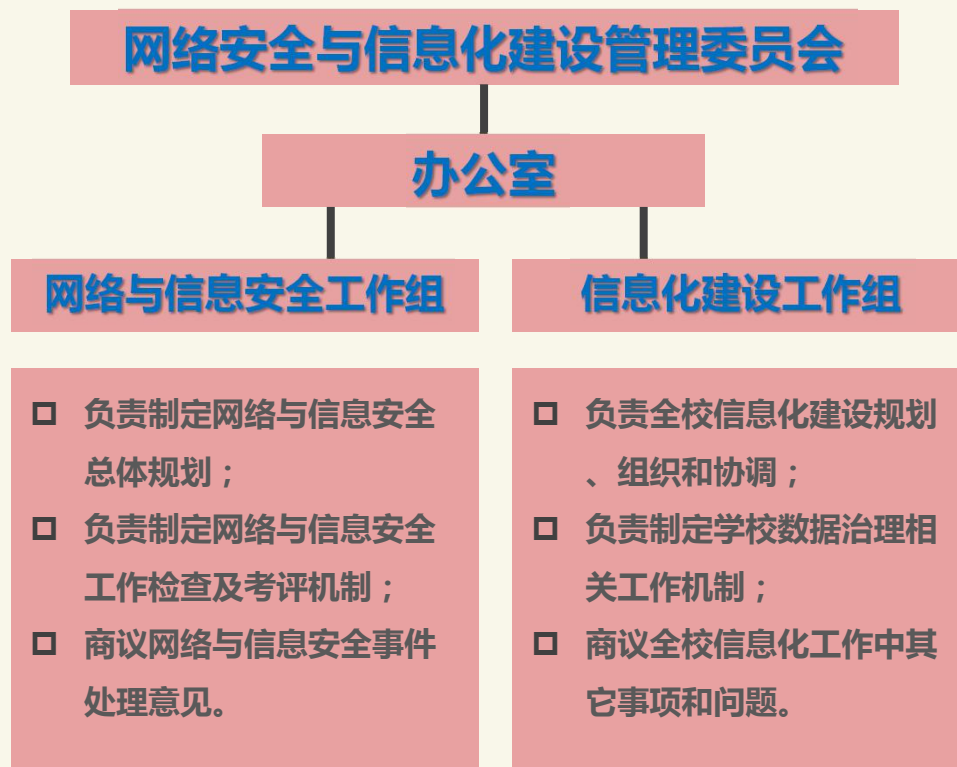 网络安全与信息化建设管理委员会
办公室
网络与信息安全工作组
信息化建设工作组
负责制定网络与信息安全
总体规划；
负责制定网络与信息安全
工作检查及考评机制；
商议网络与信息安全事件
处理意见。
负责全校信息化建设规划
、组织和协调；
负责制定学校数据治理相
关工作机制；
商议全校信息化工作中其
它事项和问题。